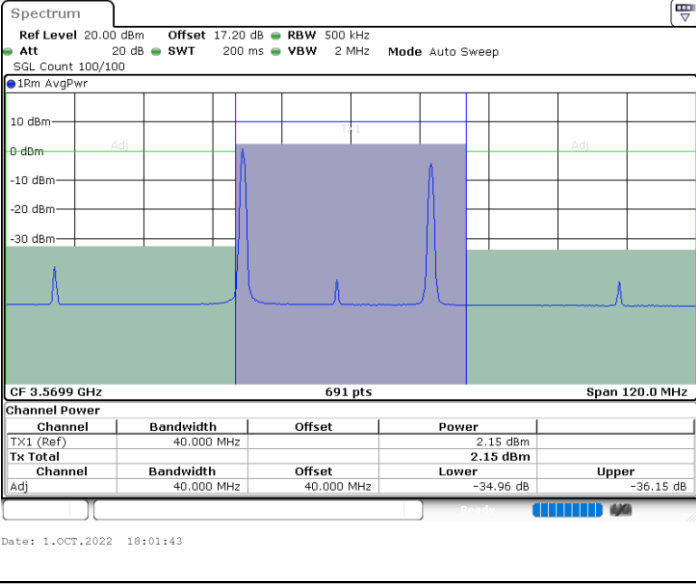 Spectrum
Ref Level 20.00 dBm Offset 17.20 dB RBW 500 kHz
Att 20 dB SWT 200 ms VBW 2 MHz Mode Auto Sweep
SGL Count 100/100
1Rm AvgPwr
10 dBm
TX1
Adj
Adj
0 dBm
-10 dBm
-20 dBm
-30 dBm
CF 3.5699 GHz 691 pts Span 120.0 MHz
Channel Power
Channel Bandwidth Offset Power
TX1 (Ref) 40.000 MHz 2.15 dBm
Tx Total 2.15 dBm
Channel Bandwidth Offset Lower Upper
Adj 40.000 MHz 40.000 MHz -34.96 dB -36.15 dB
Ready
Date: 1.OCT.2022 18:01:43